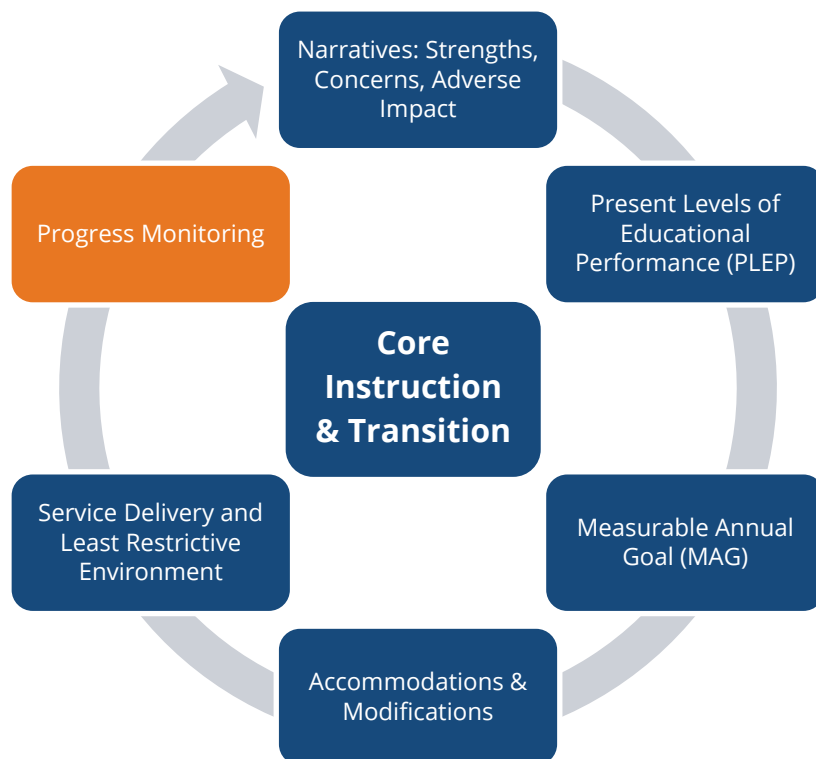 Narratives: Strengths,
Concerns, Adverse
Impact
Present Levels of
Educational
Performance (PLEP)
Measurable Annual
Goal (MAG)
Accommodations &
Modifications
Service Delivery and
Least Restrictive
Environment
Progress Monitoring
Core
Instruction
& Transition